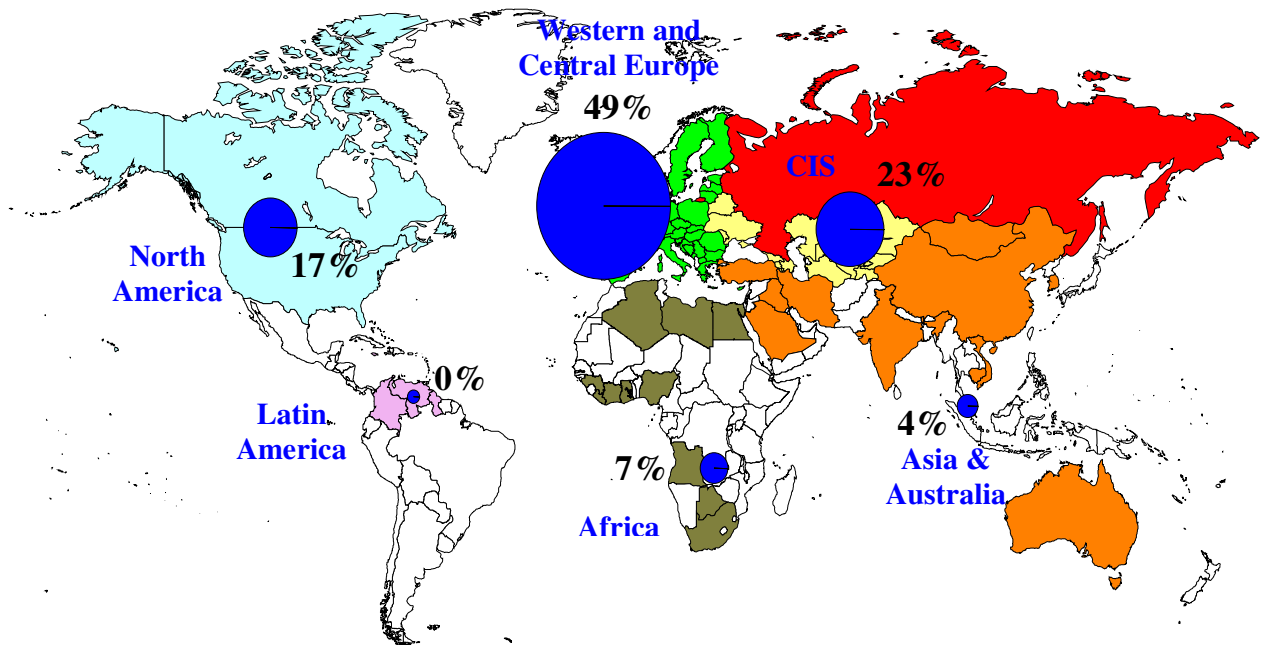 Western and
Central Europe
49%
CIS
23%
North
America
17%
0%
Latin
America
7%
Africa
4%
Asia &
Australia